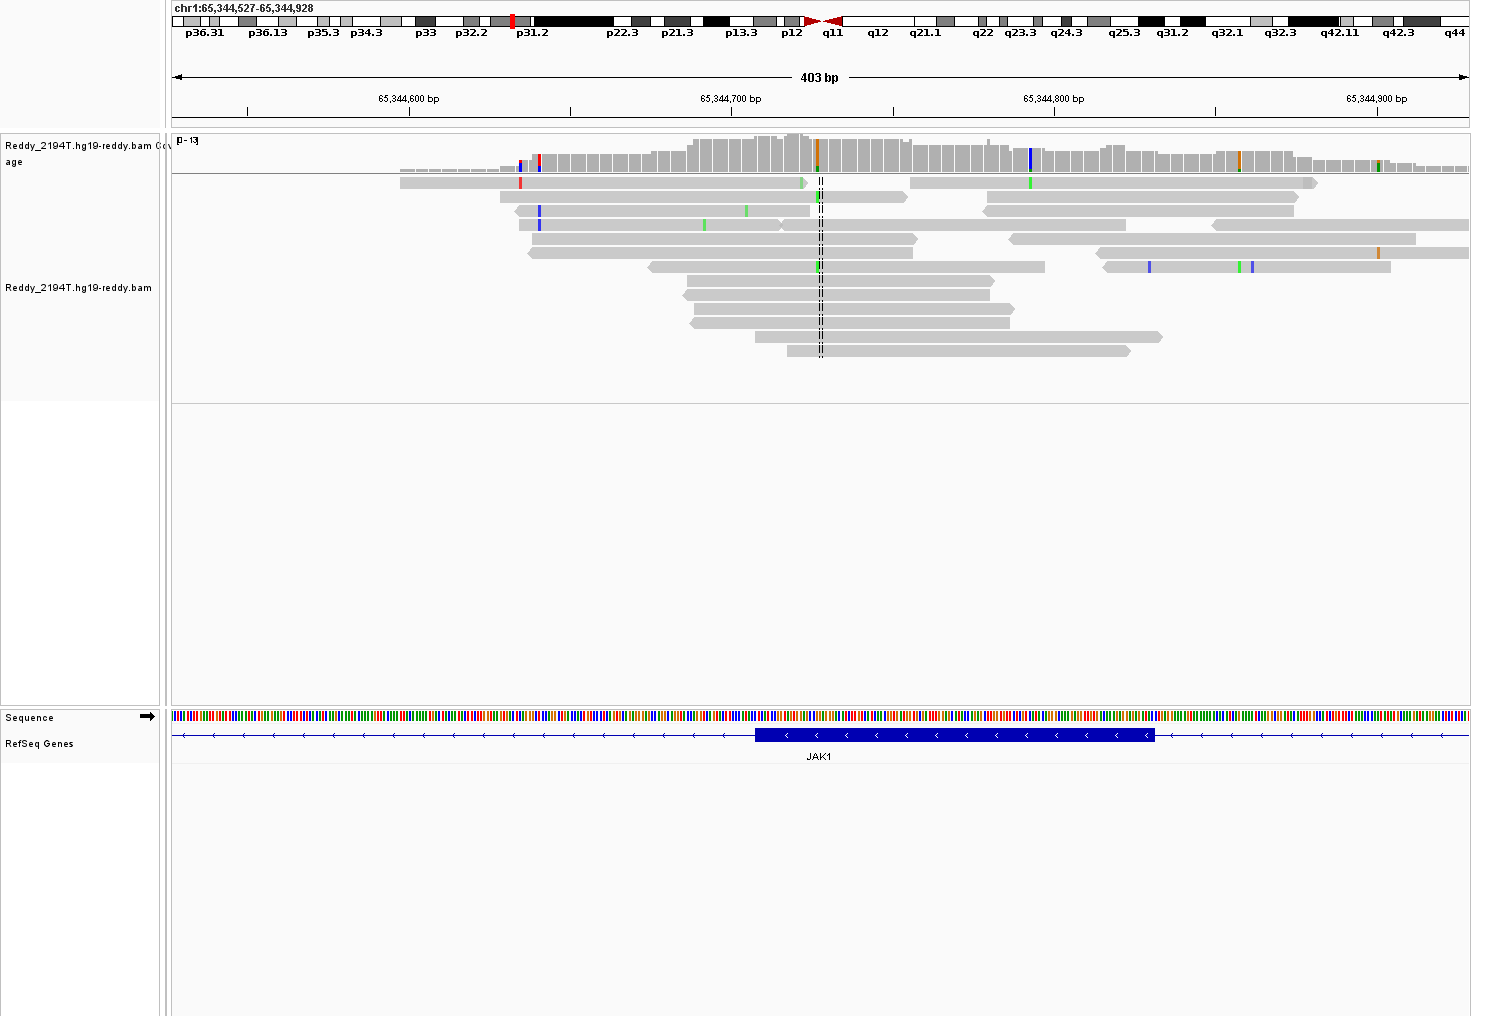 chr1:65,344,527-65,344,928
p36.31 p36.13 p35.3 p34.3 p33 p32.2 p31.2 p22.3 p21.3 p13.3 p12 q11 q12 q21.1 q22 q23.3 q24.3 q25.3 q31.2 q32.1 q32.3 q42.11 q42.3 q44
403 bp
65,344,600 bp 65,344,700 bp 65,344,800 bp 65,344,900 bp
Reddy_2194T.hg19-reddy.bam Cov
age
[0 - 13]
Reddy_2194T.hg19-reddy.bam
Sequence
RefSeq Genes
JAK1